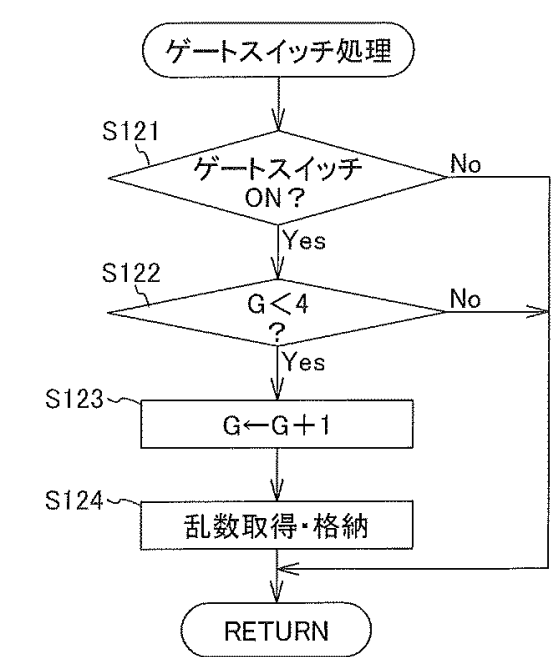 ゲートスイッチ処理
S121
ゲートスイッチ
ON?
No
Yes
S122
G<4
?
No
Yes
S123
G←G+1
S124
乱数取得・格納
RETURN